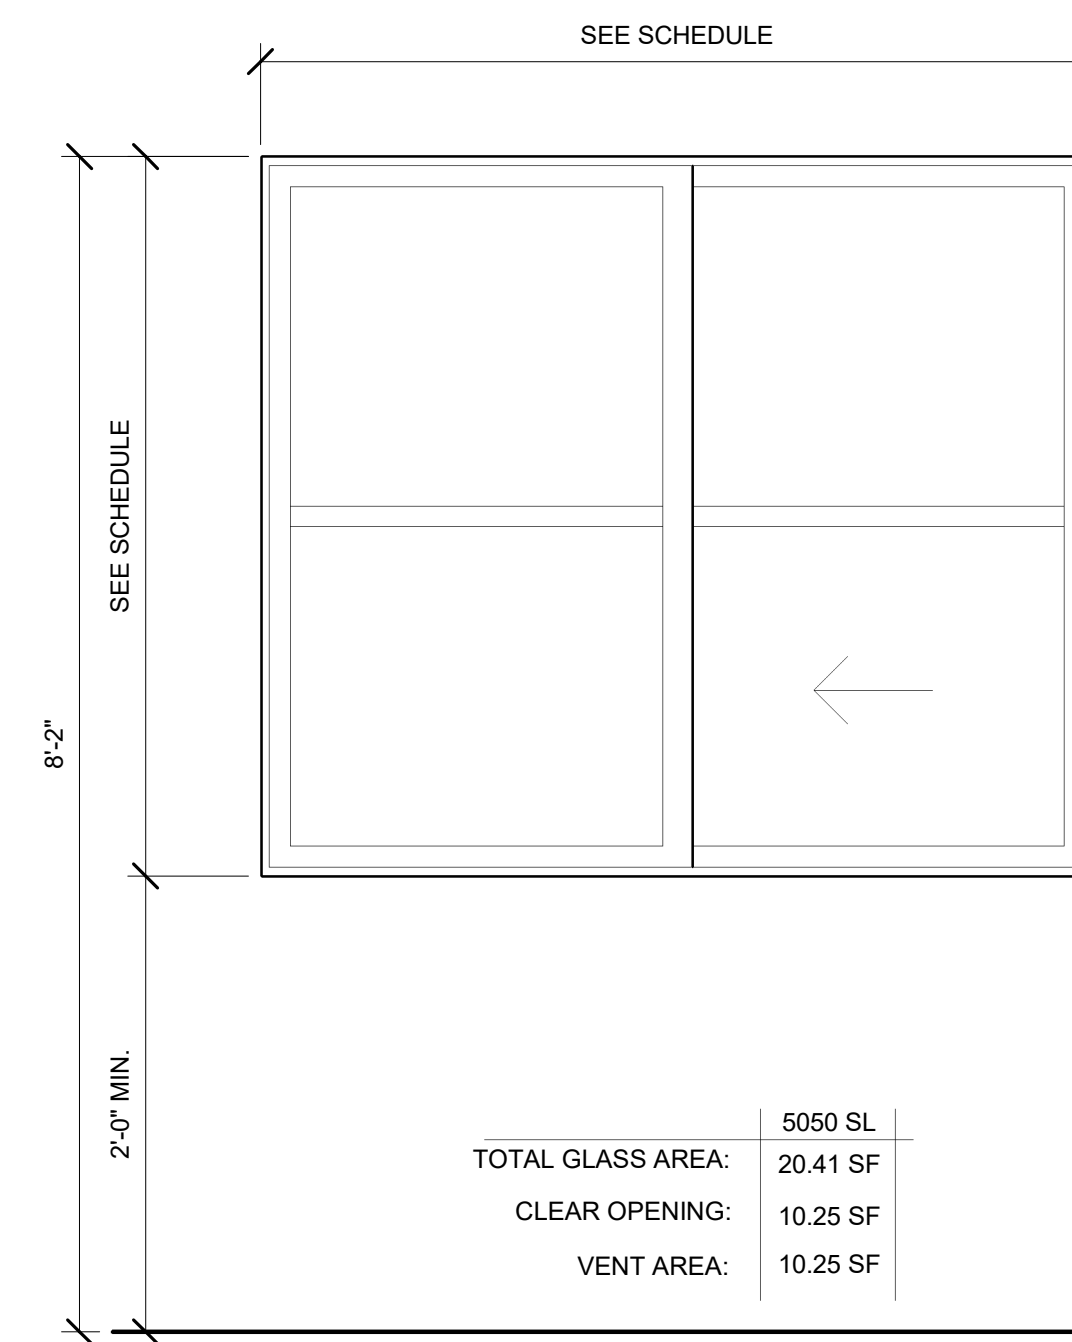 SEE SCHEDULE
SEE SCHEDULE
8'-2"
2'-0" MIN.
5050 SL
TOTAL GLASS AREA: 20.41 SF
CLEAR OPENING: 10.25 SF
VENT AREA: 10.25 SF